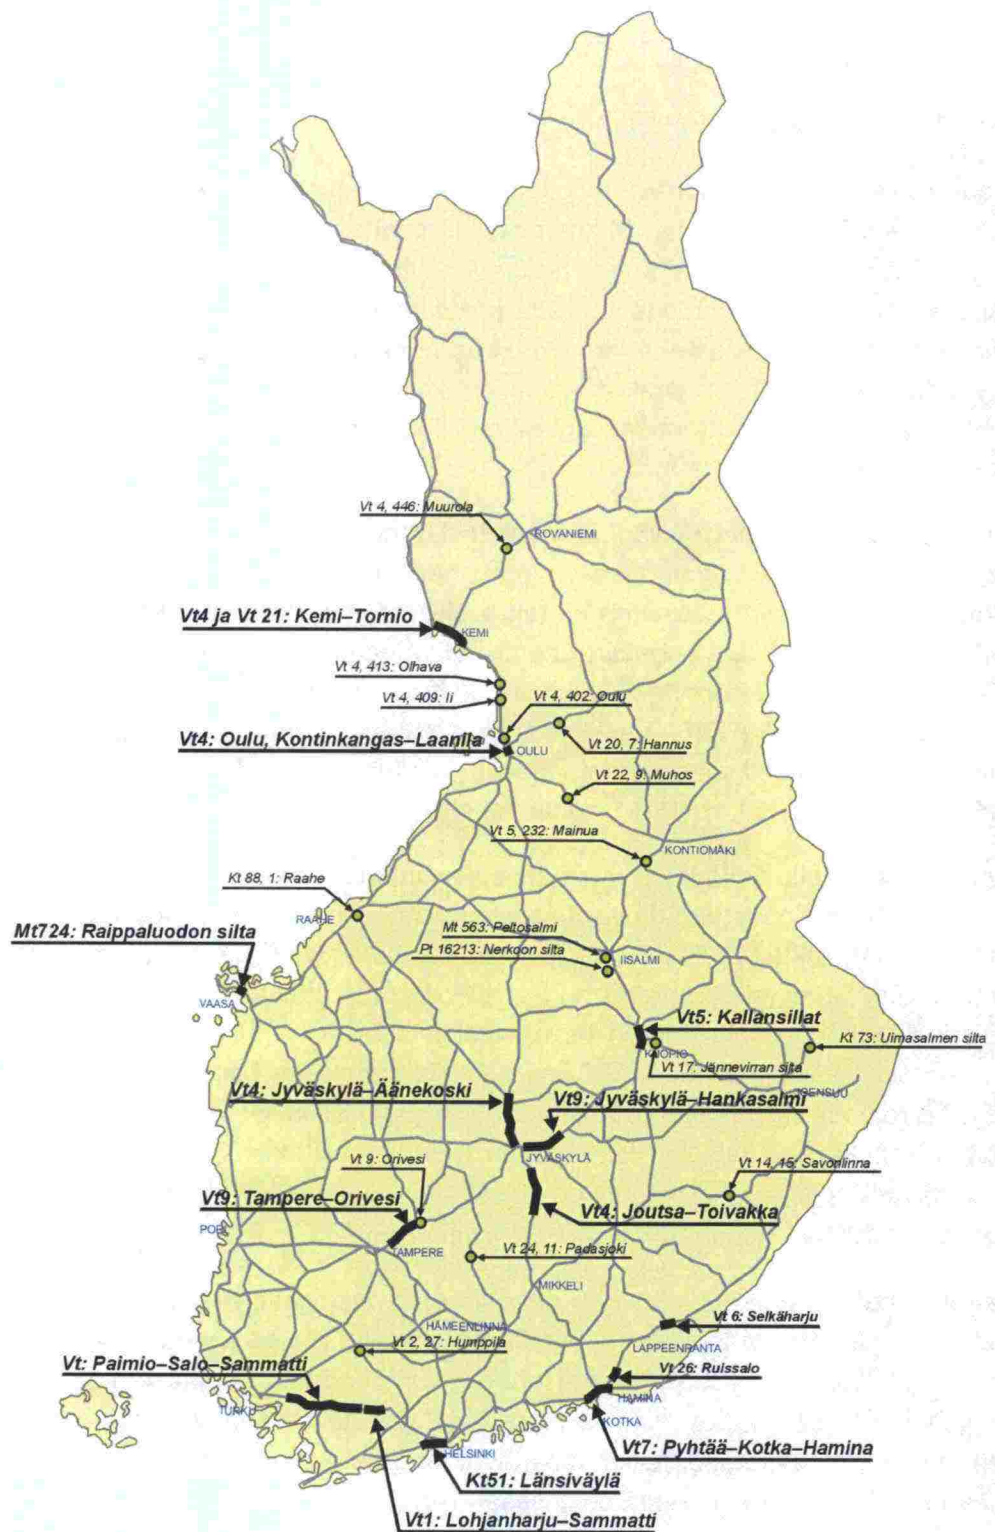 Vt 4, 446: Muurola
ROVANIEMI
Vt4 ja Vt 21: Kemi–Tornio
KEMI
Vt 4, 413: Olhava
Vt 4, 409: Ii
Vt 4, 402: Oulu
Vt4: Oulu, Kontinkangas–Laanila
OULU
Vt 20, 7: Hannus
Vt 22, 9: Muhos
Vt 5, 232: Mainua
KONTIOMÄKI
Kt 88, 1: Raahe
RAAHE
Mt724: Raippaluodon silta
Mt 563: Peltosalmi
Pt 16213: Nerkoon silta
IISALMI
VAASA
Vt5: Kallansillat
Kt 73: Uimasalmen silta
KUOPIO
Vt 17: Jännevirran silta
JOENSUU
Vt4: Jyväskylä–Äänekoski
Vt9: Jyväskylä–Hankasalmi
JYVÄSKYLÄ
Vt 9: Orivesi
Vt 14, 15: Savonlinna
Vt9: Tampere–Orivesi
Vt4: Joutsa–Toivakka
PORI
TAMPERE
Vt 24, 11: Padasjoki
MIKKELI
HÄMEENLINNA
Vt 6: Selkäharju
LAPPEENRANTA
Vt 2, 27: Humppila
Vt: Paimio–Salo–Sammatti
Vt 26: Ruissalo
HAMINA
TURKU
KOTKA
Vt7: Pyhtää–Kotka–Hamina
HELSINKI
Kt51: Länsiväylä
Vt1: Lohjanharju–Sammatti